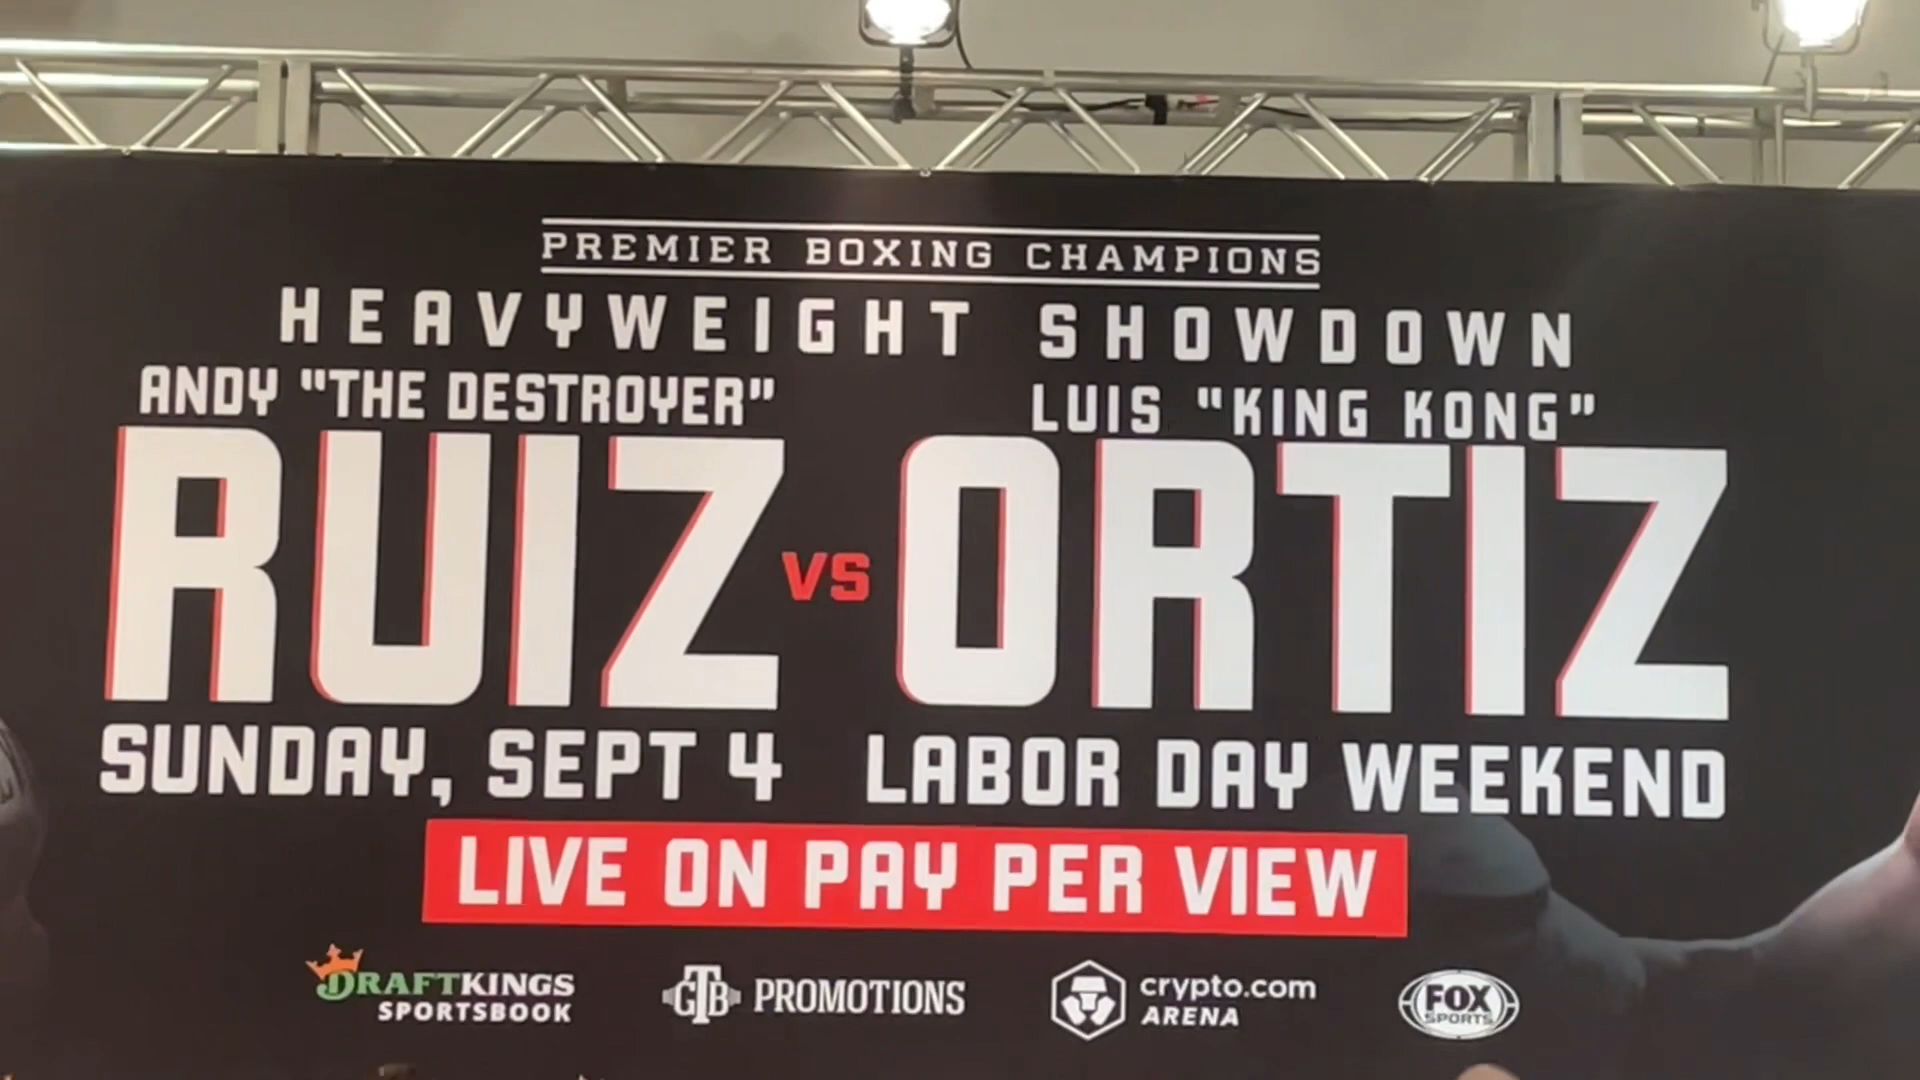 PREMIER BOXING CHAMPIONS
HEAVYWEIGHT SHOWDOWN
ANDY "THE DESTROYER" LUIS "KING KONG"
RUIZ VS ORTIZ
SUNDAY, SEPT 4 LABOR DAY WEEKEND
LIVE ON PAY PER VIEW
DRAFTKINGS SPORTSBOOK
GTB PROMOTIONS
crypto.com ARENA
FOX SPORTS